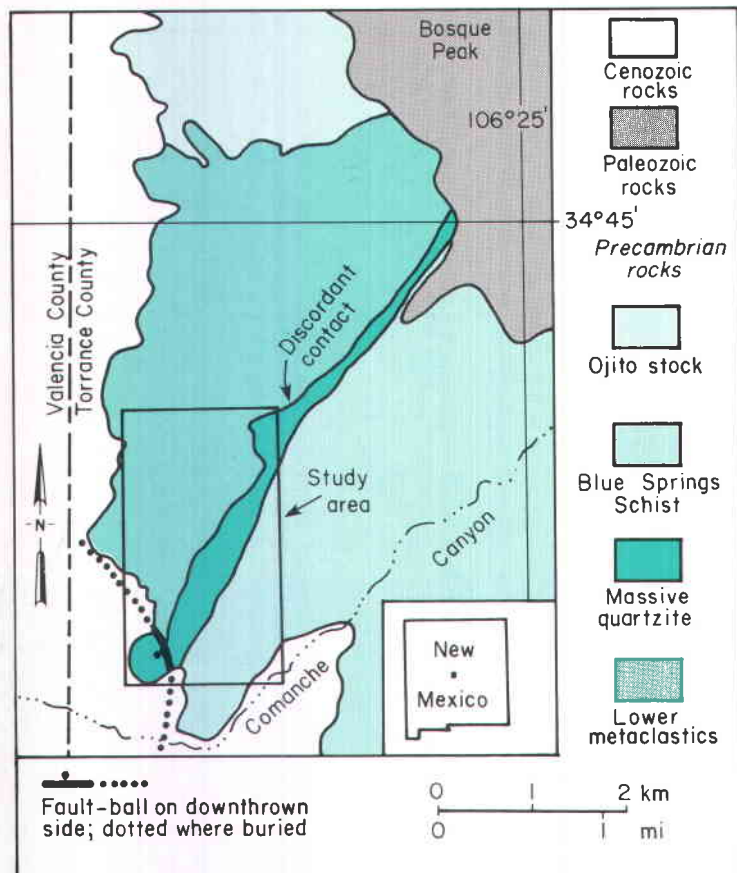 Bosque
Peak
106°25'
34°45'
Discordant
contact
Valencia County
Torrance County
Study
area
N
Canyon
Comanche
New
Mexico
Cenozoic
rocks
Paleozoic
rocks
Precambrian
rocks
Ojito stock
Blue Springs
Schist
Massive
quartzite
Lower
metaclastics
Fault-ball on downthrown
side; dotted where buried
0 1 2 km
0 1 mi